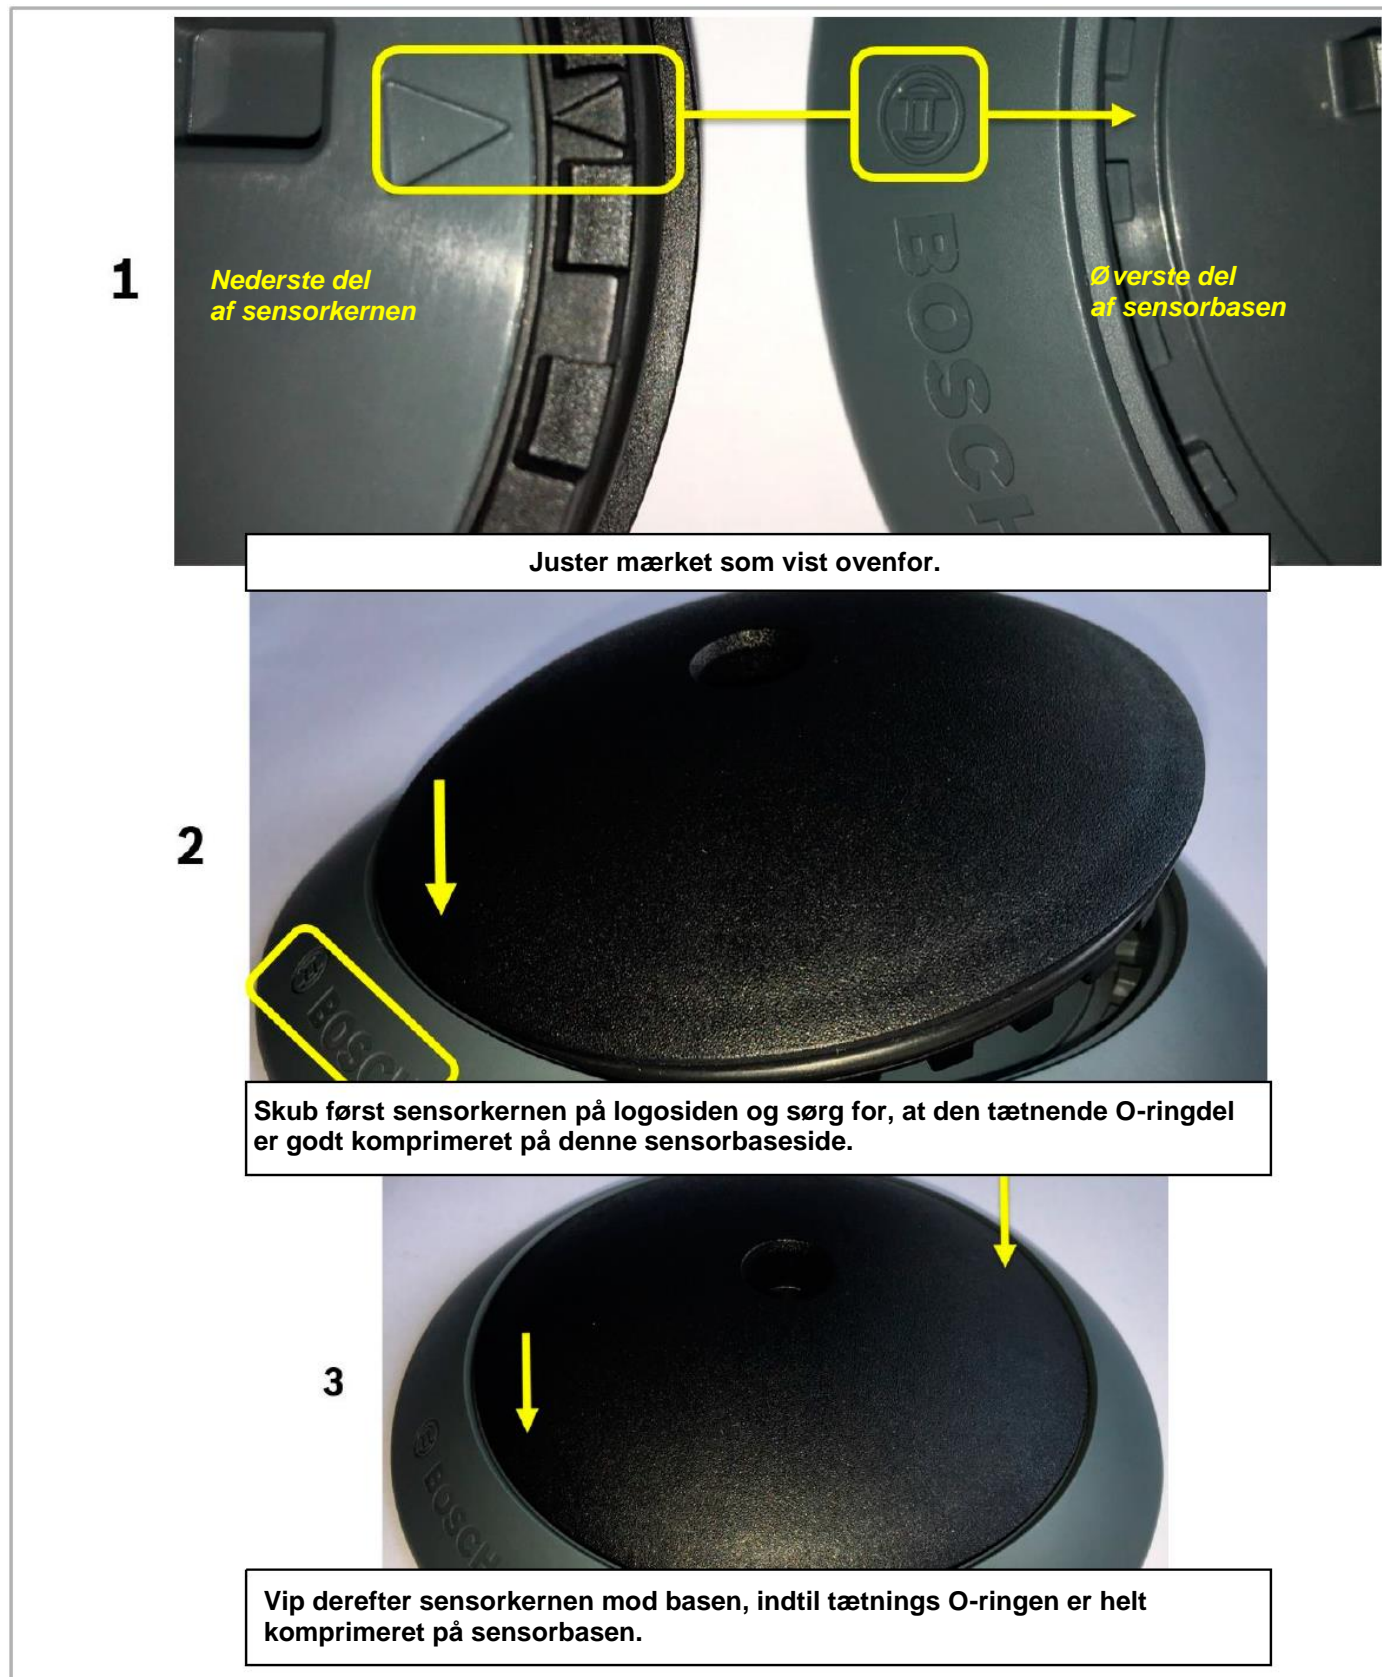 1
Nederste del
af sensorkernen
Øverste del
af sensorbasen
BOSCH
Juster mærket som vist ovenfor.
2
BOSCH
Skub først sensorkernen på logosiden og sørg for, at den tætnende O-ringdel
er godt komprimeret på denne sensorbaseside.
3
BOSCH
Vip derefter sensorkernen mod basen, indtil tætnings O-ringen er helt
komprimeret på sensorbasen.